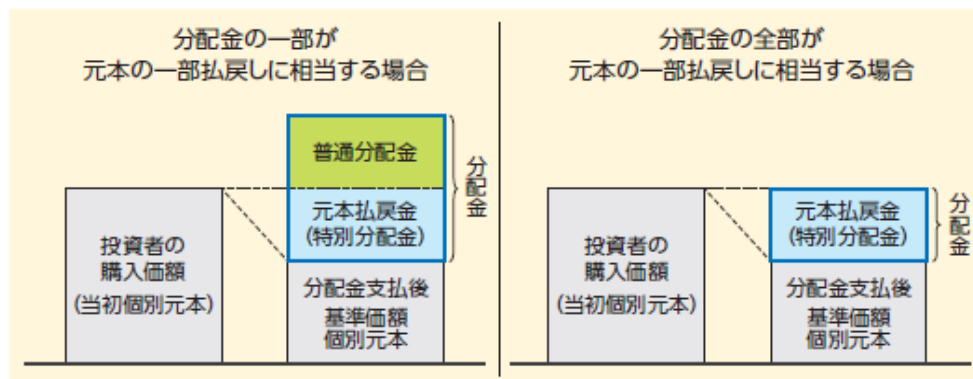 分配金の一部が
元本の一部払戻しに相当する場合
普通分配金
元本払戻金
(特別分配金)
分配金
投資者の
購入価額
(当初個別元本)
分配金支払後
基準価額
個別元本
分配金の全部が
元本の一部払戻しに相当する場合
元本払戻金
(特別分配金)
分配金
投資者の
購入価額
(当初個別元本)
分配金支払後
基準価額
個別元本